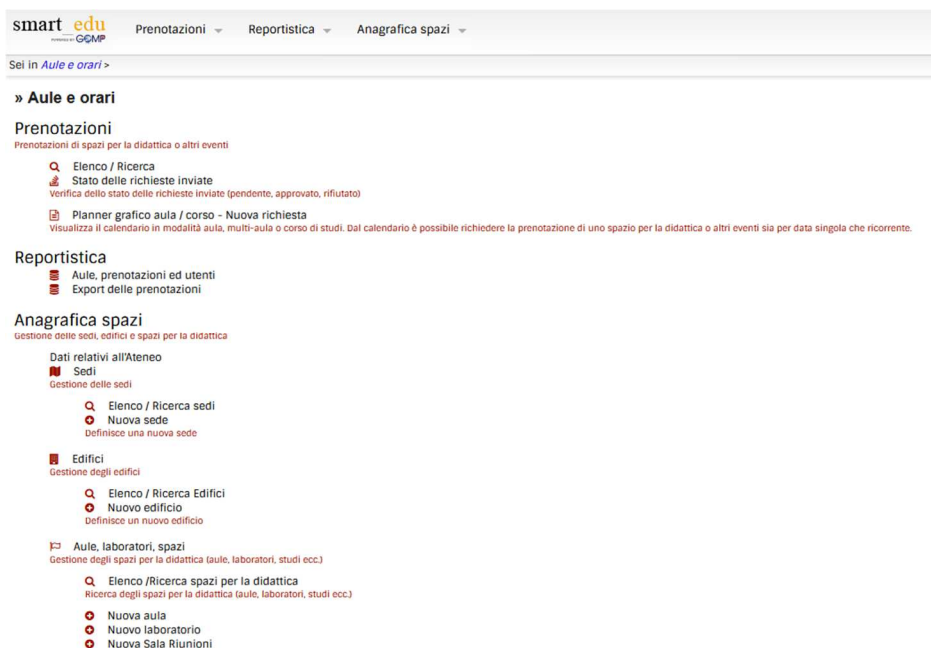 smart_edu
POWERED BY GOMP
Prenotazioni
Reportistica
Anagrafica spazi
Sei in Aule e orari >
» Aule e orari
Prenotazioni
Prenotazioni di spazi per la didattica o altri eventi
Elenco / Ricerca
Stato delle richieste inviate
Verifica dello stato delle richieste inviate (pendente, approvato, rifiutato)
Planner grafico aula / corso - Nuova richiesta
Visualizza il calendario in modalità aula, multi-aula o corso di studi. Dal calendario è possibile richiedere la prenotazione di uno spazio per la didattica o altri eventi sia per data singola che ricorrente.
Reportistica
Aule, prenotazioni ed utenti
Export delle prenotazioni
Anagrafica spazi
Gestione delle sedi, edifici e spazi per la didattica
Dati relativi all'Ateneo
Sedi
Gestione delle sedi
Elenco / Ricerca sedi
Nuova sede
Definisce una nuova sede
Edifici
Gestione degli edifici
Elenco / Ricerca Edifici
Nuovo edificio
Definisce un nuovo edificio
Aule, laboratori, spazi
Gestione degli spazi per la didattica (aule, laboratori, studi ecc.)
Elenco /Ricerca spazi per la didattica
Ricerca degli spazi per la didattica (aule, laboratori, studi ecc.)
Nuova aula
Nuovo laboratorio
Nuova Sala Riunioni